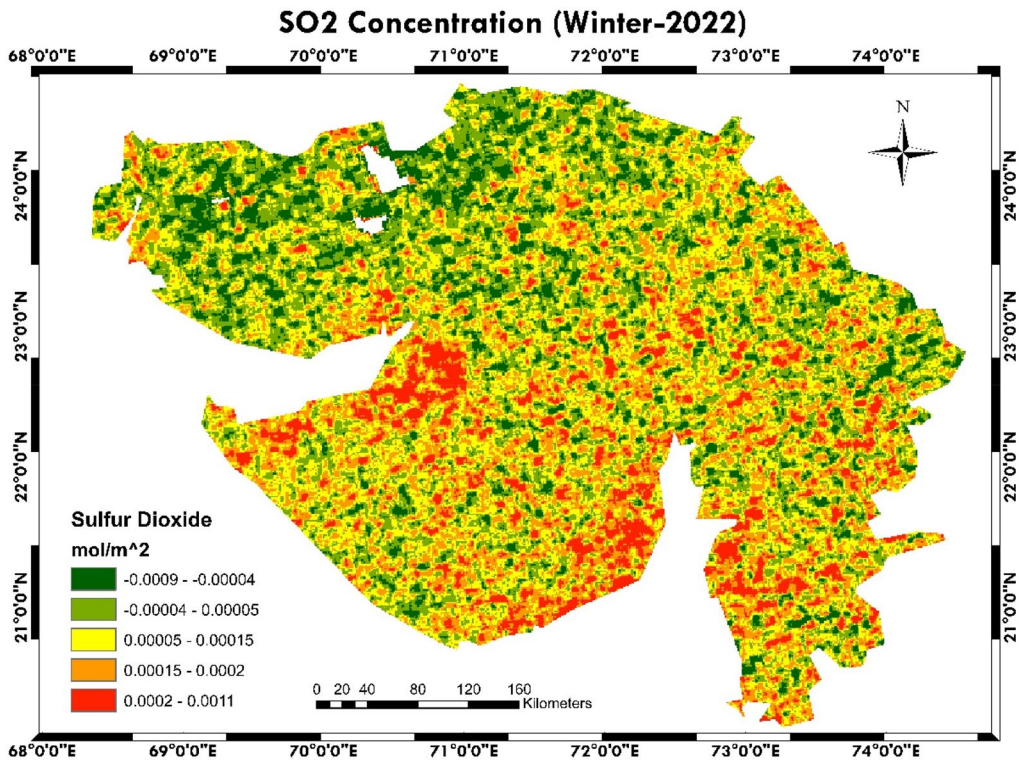 SO2 Concentration (Winter-2022)
68°0'0"E 69°0'0"E 70°0'0"E 71°0'0"E 72°0'0"E 73°0'0"E 74°0'0"E
N
24°0'0"N 24°0'0"N
23°0'0"N 23°0'0"N
22°0'0"N 22°0'0"N
21°0'0"N 21°0'0"N
Sulfur Dioxide
mol/m^2
-0.0009 - -0.00004
-0.00004 - 0.00005
0.00005 - 0.00015
0.00015 - 0.0002
0.0002 - 0.0011
0 20 40 80 120 160
Kilometers
68°0'0"E 69°0'0"E 70°0'0"E 71°0'0"E 72°0'0"E 73°0'0"E 74°0'0"E